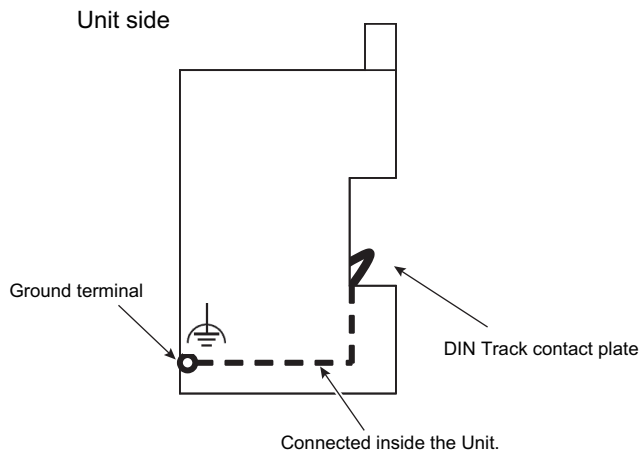 Unit side
Ground terminal
DIN Track contact plate
Connected inside the Unit.